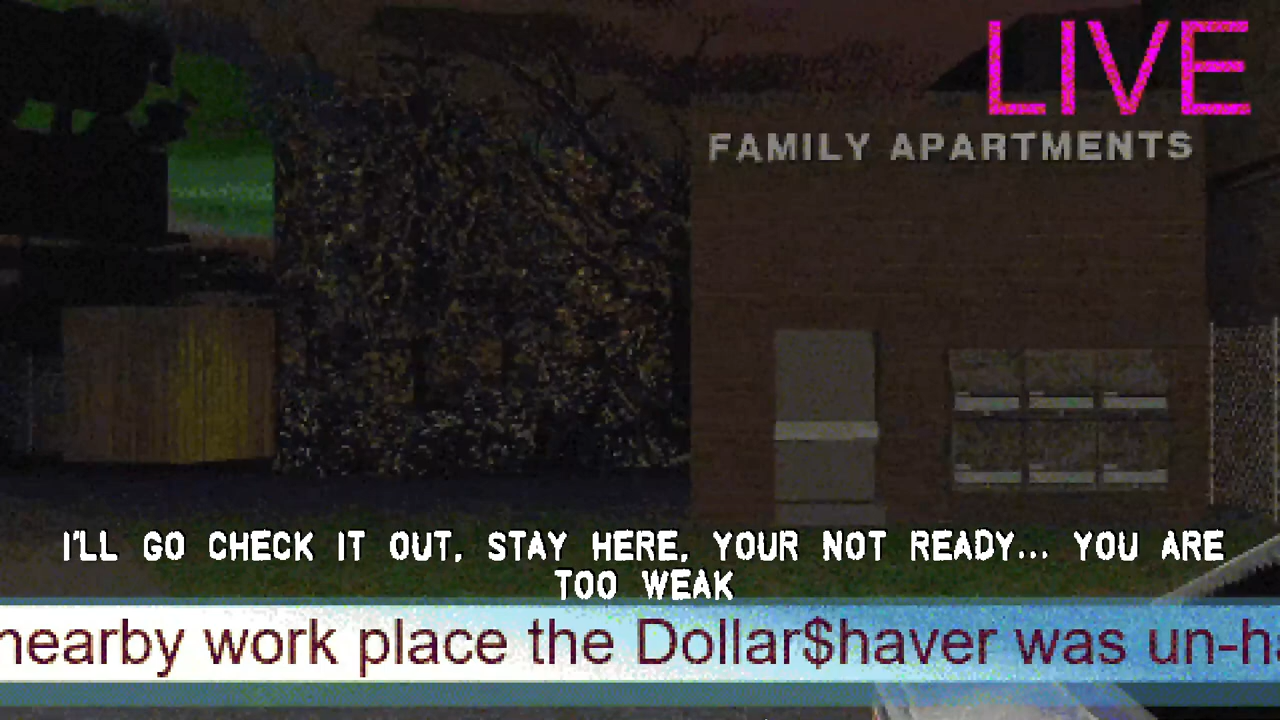 LIVE
FAMILY APARTMENTS
I'LL GO CHECK IT OUT, STAY HERE, YOUR NOT READY... YOU ARE
TOO WEAK
nearby work place the Dollar$haver was un-ha